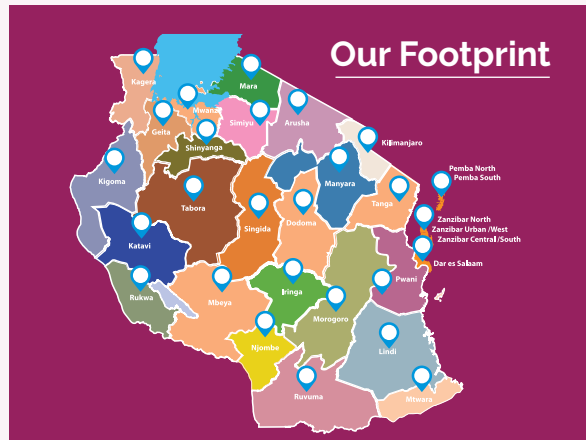 Our Footprint
Kagera
Mara
Mwanza
Geita
Simiyu
Arusha
Shinyanga
Kilimanjaro
Kigoma
Pemba North
Pemba South
Manyara
Tabora
Tanga
Zanzibar North
Zanzibar Urban /West
Zanzibar Central/South
Singida
Dodoma
Katavi
Dar es Salaam
Pwani
Rukwa
Mbeya
Iringa
Morogoro
Njombe
Lindi
Ruvuma
Mtwara